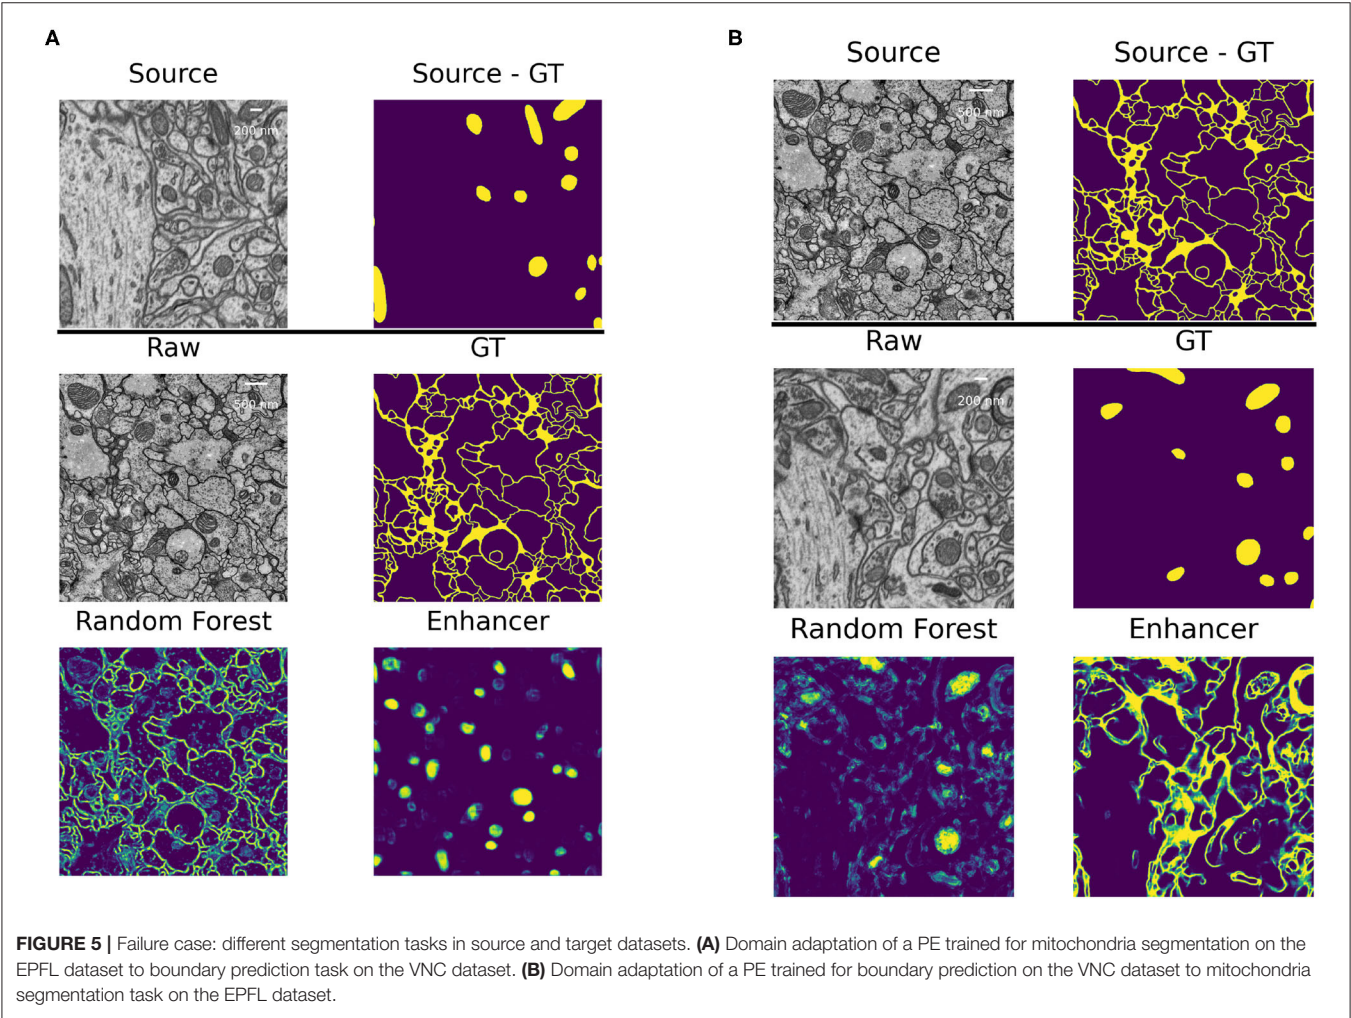 A
Source
Source - GT
200 nm
Raw
GT
500 nm
Random Forest
Enhancer
B
Source
Source - GT
500 nm
Raw
GT
200 nm
Random Forest
Enhancer
FIGURE 5 | Failure case: different segmentation tasks in source and target datasets. (A) Domain adaptation of a PE trained for mitochondria segmentation on the
EPFL dataset to boundary prediction task on the VNC dataset. (B) Domain adaptation of a PE trained for boundary prediction on the VNC dataset to mitochondria
segmentation task on the EPFL dataset.